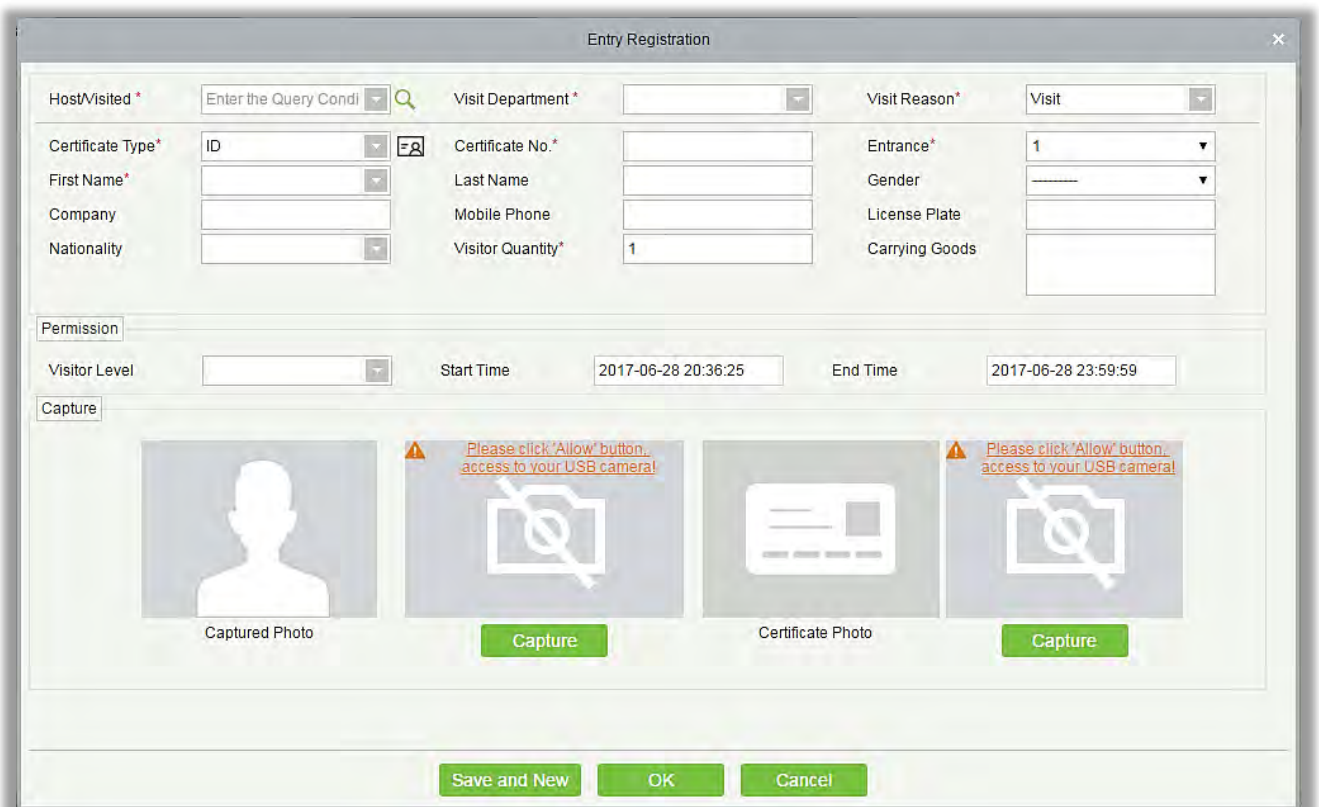 Entry Registration ×
Host/Visited * Enter the Query Condi Visit Department * Visit Reason* Visit
Certificate Type* ID Certificate No.* Entrance* 1
First Name* Last Name Gender ---------
Company Mobile Phone License Plate
Nationality Visitor Quantity* 1 Carrying Goods
Permission
Visitor Level Start Time 2017-06-28 20:36:25 End Time 2017-06-28 23:59:59
Capture
Please click 'Allow' button,
access to your USB camera!
Please click 'Allow' button,
access to your USB camera!
Captured Photo Capture Certificate Photo Capture
Save and New OK Cancel